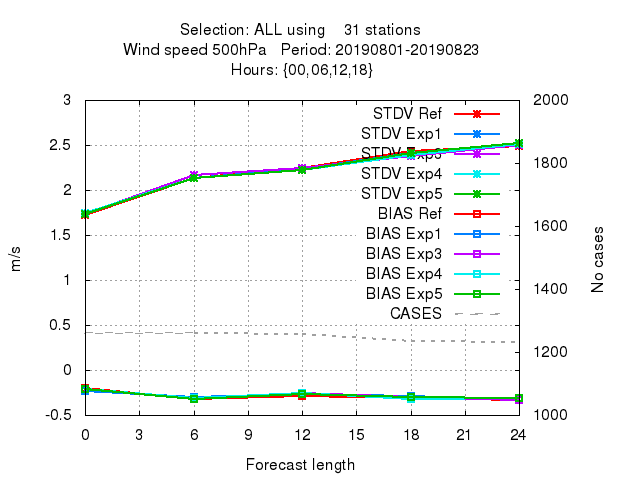 Selection: ALL using 31 stations
Wind speed 500hPa Period: 20190801-20190823
Hours: {00,06,12,18}
3 2000
STDV Ref
2.5 STDV Exp1
STDV Exp3 1800
STDV Exp4
2 STDV Exp5
BIAS Ref
1.5 BIAS Exp1 1600
BIAS Exp3
1 BIAS Exp4
BIAS Exp5 1400
0.5 CASES
1200
0
-0.5 1000
m/s
No cases
0 3 6 9 12 15 18 21 24
Forecast length